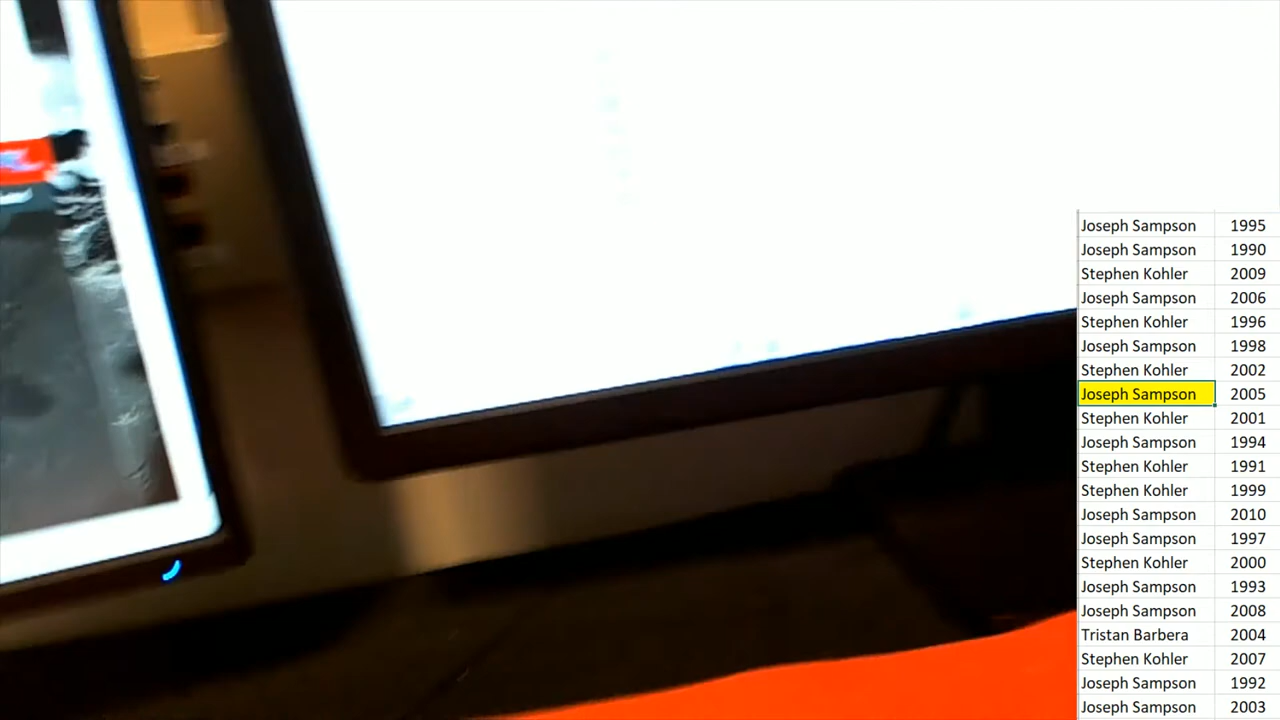 Joseph Sampson 1995
Joseph Sampson 1990
Stephen Kohler 2009
Joseph Sampson 2006
Stephen Kohler 1996
Joseph Sampson 1998
Stephen Kohler 2002
Joseph Sampson 2005
Stephen Kohler 2001
Joseph Sampson 1994
Stephen Kohler 1991
Stephen Kohler 1999
Joseph Sampson 2010
Joseph Sampson 1997
Stephen Kohler 2000
Joseph Sampson 1993
Joseph Sampson 2008
Tristan Barbera 2004
Stephen Kohler 2007
Joseph Sampson 1992
Joseph Sampson 2003